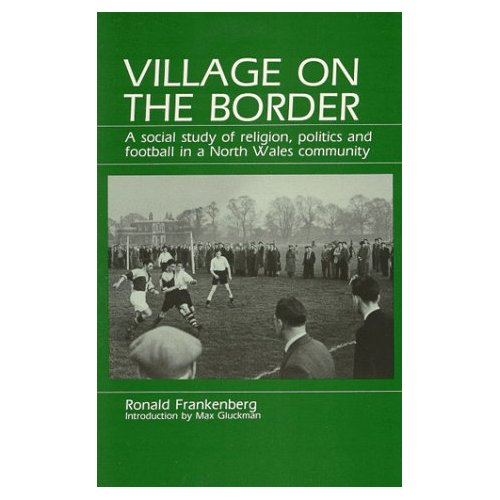 VILLAGE ON
THE BORDER
A social study of religion, politics and
football in a North Wales community
Ronald Frankenberg
Introduction by Max Gluckman